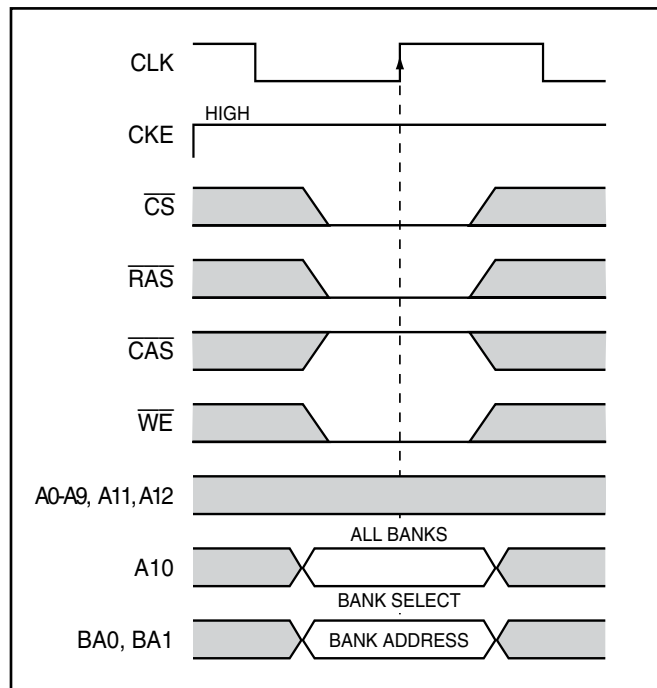 CLK
HIGH
CKE
CS
RAS
CAS
WE
A0-A9, A11, A12
ALL BANKS
A10
BANK SELECT
BA0, BA1
BANK ADDRESS